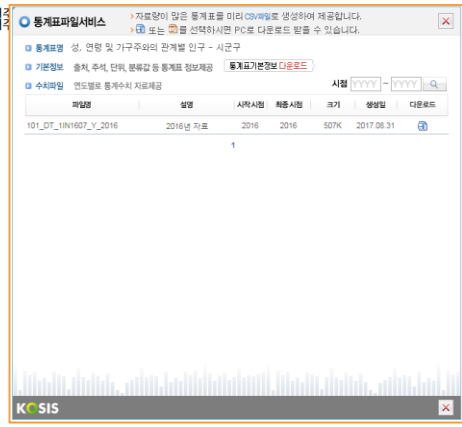 통계표파일서비스
› 자료량이 많은 통계표를 미리 CSV파일로 생성하여 제공합니다.
› 또는 를 선택하시면 PC로 다운로드 받을 수 있습니다.
통계표명 성, 연령 및 가구주와의 관계별 인구 - 시군구
기본정보 출처, 주석, 단위, 분류값 등 통계표 정보제공 통계표기본정보 다운로드
수치파일 연도별로 통계수치 자료제공 시점 YYYY ~ YYYY
파일명 설명 시작시점 최종시점 크기 생성일 다운로드
101_DT_1IN1607_Y_2016 2016년 자료 2016 2016 507K 2017.08.31
1
KOSIS